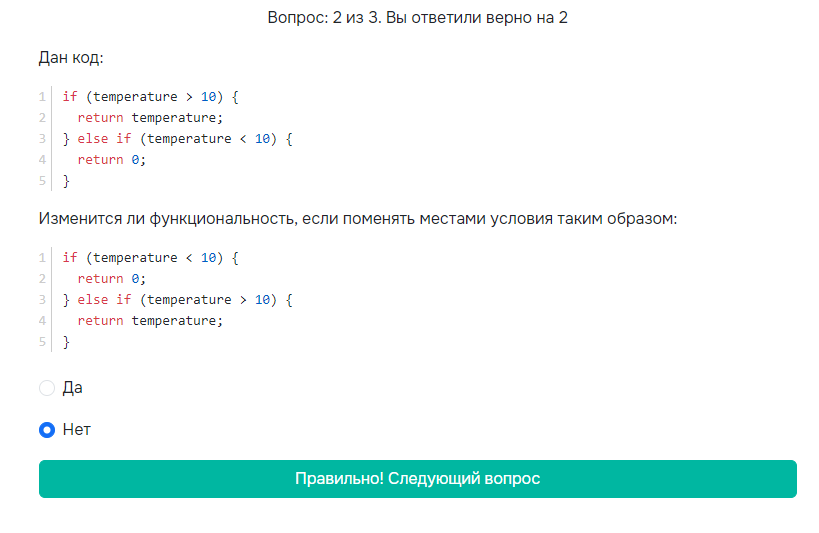 Вопрос: 2 из 3. Вы ответили верно на 2
Дан код:
1 if (temperature > 10) {
2   return temperature;
3 } else if (temperature < 10) {
4   return 0;
5 }
Изменится ли функциональность, если поменять местами условия таким образом:
1 if (temperature < 10) {
2   return 0;
3 } else if (temperature > 10) {
4   return temperature;
5 }
Да
Нет
Правильно! Следующий вопрос